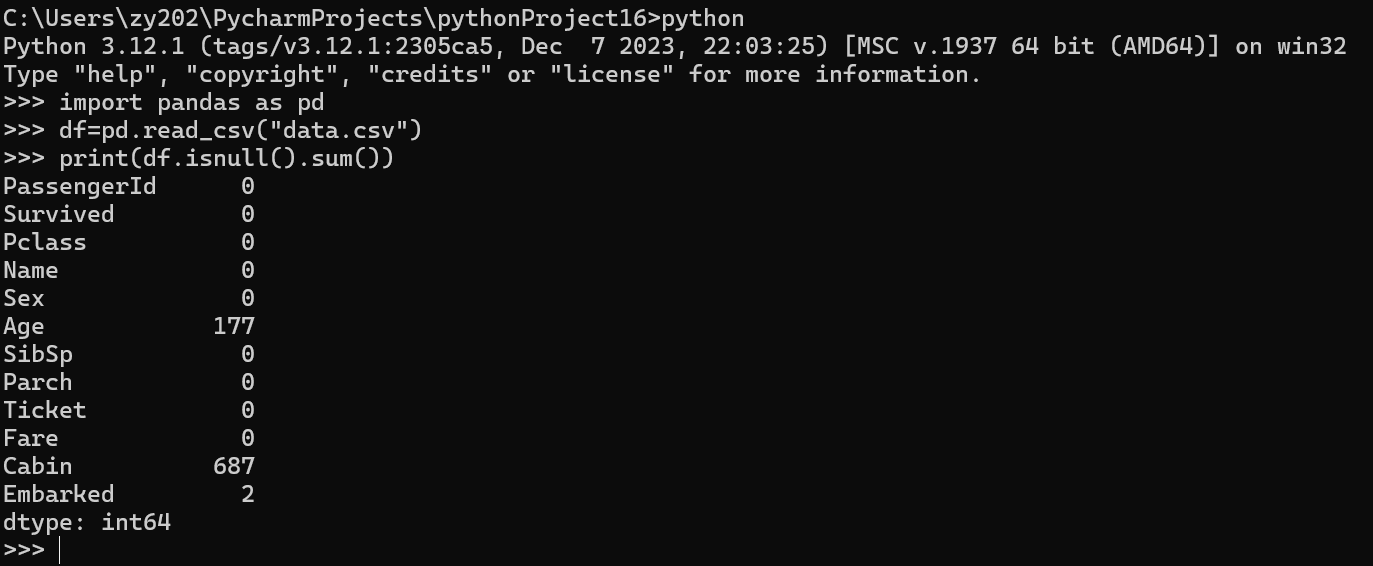 C:\Users\zy202\PycharmProjects\pythonProject16>python
Python 3.12.1 (tags/v3.12.1:2305ca5, Dec  7 2023, 22:03:25) [MSC v.1937 64 bit (AMD64)] on win32
Type "help", "copyright", "credits" or "license" for more information.
>>> import pandas as pd
>>> df=pd.read_csv("data.csv")
>>> print(df.isnull().sum())
PassengerId      0
Survived         0
Pclass           0
Name             0
Sex              0
Age            177
SibSp            0
Parch            0
Ticket           0
Fare             0
Cabin          687
Embarked         2
dtype: int64
>>>